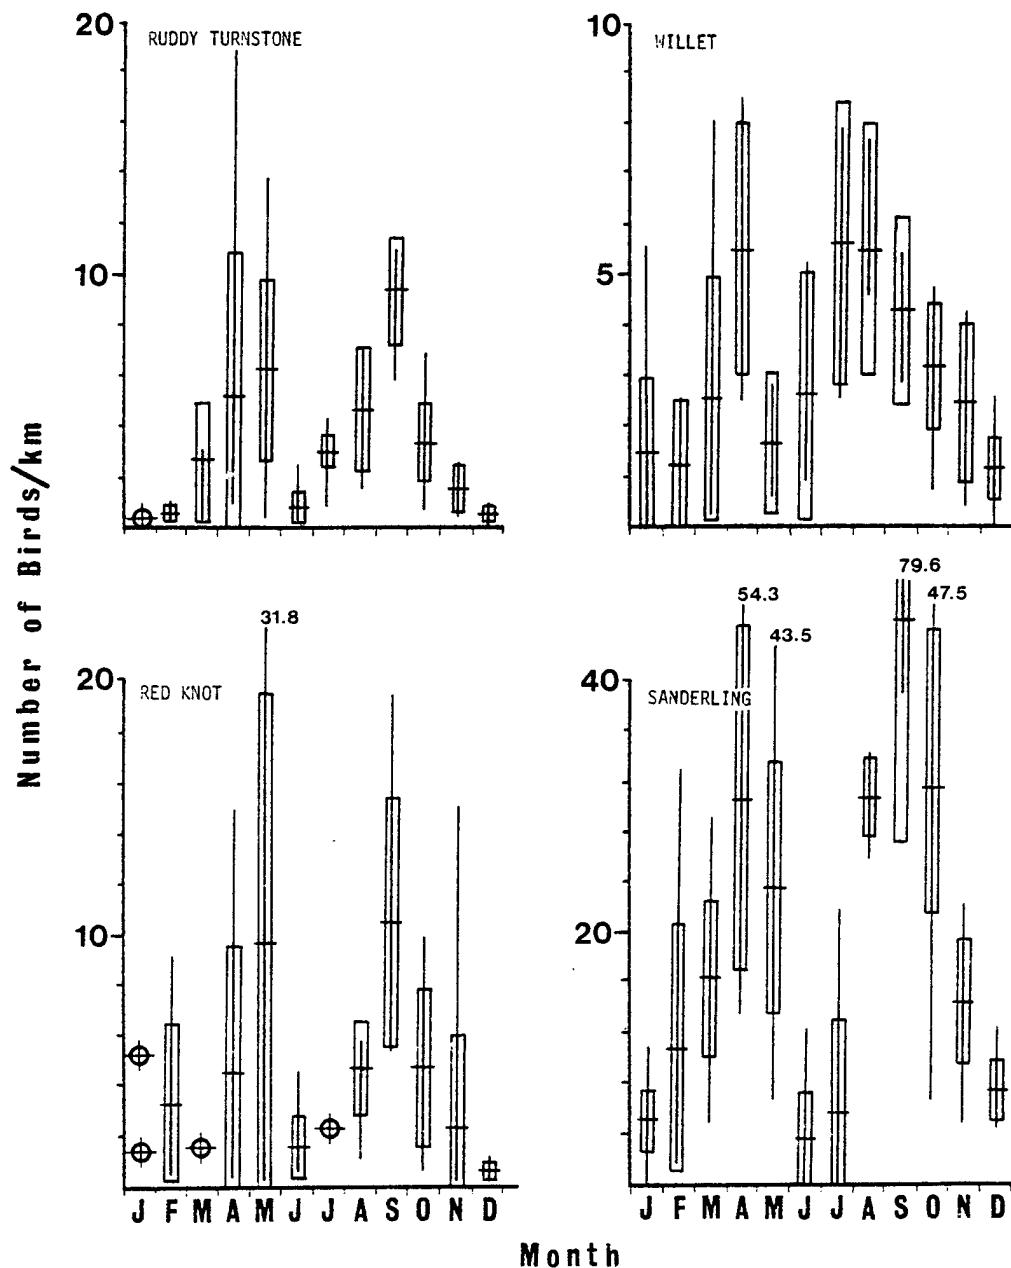 Number of Birds/km
20
RUDDY TURNSTONE
10
10
WILLET
5
31.8
20
RED KNOT
10
J F M A M J J A S O N D
79.6
54.3
47.5
43.5
40
SANDERLING
20
J F M A M J J A S O N D
Month